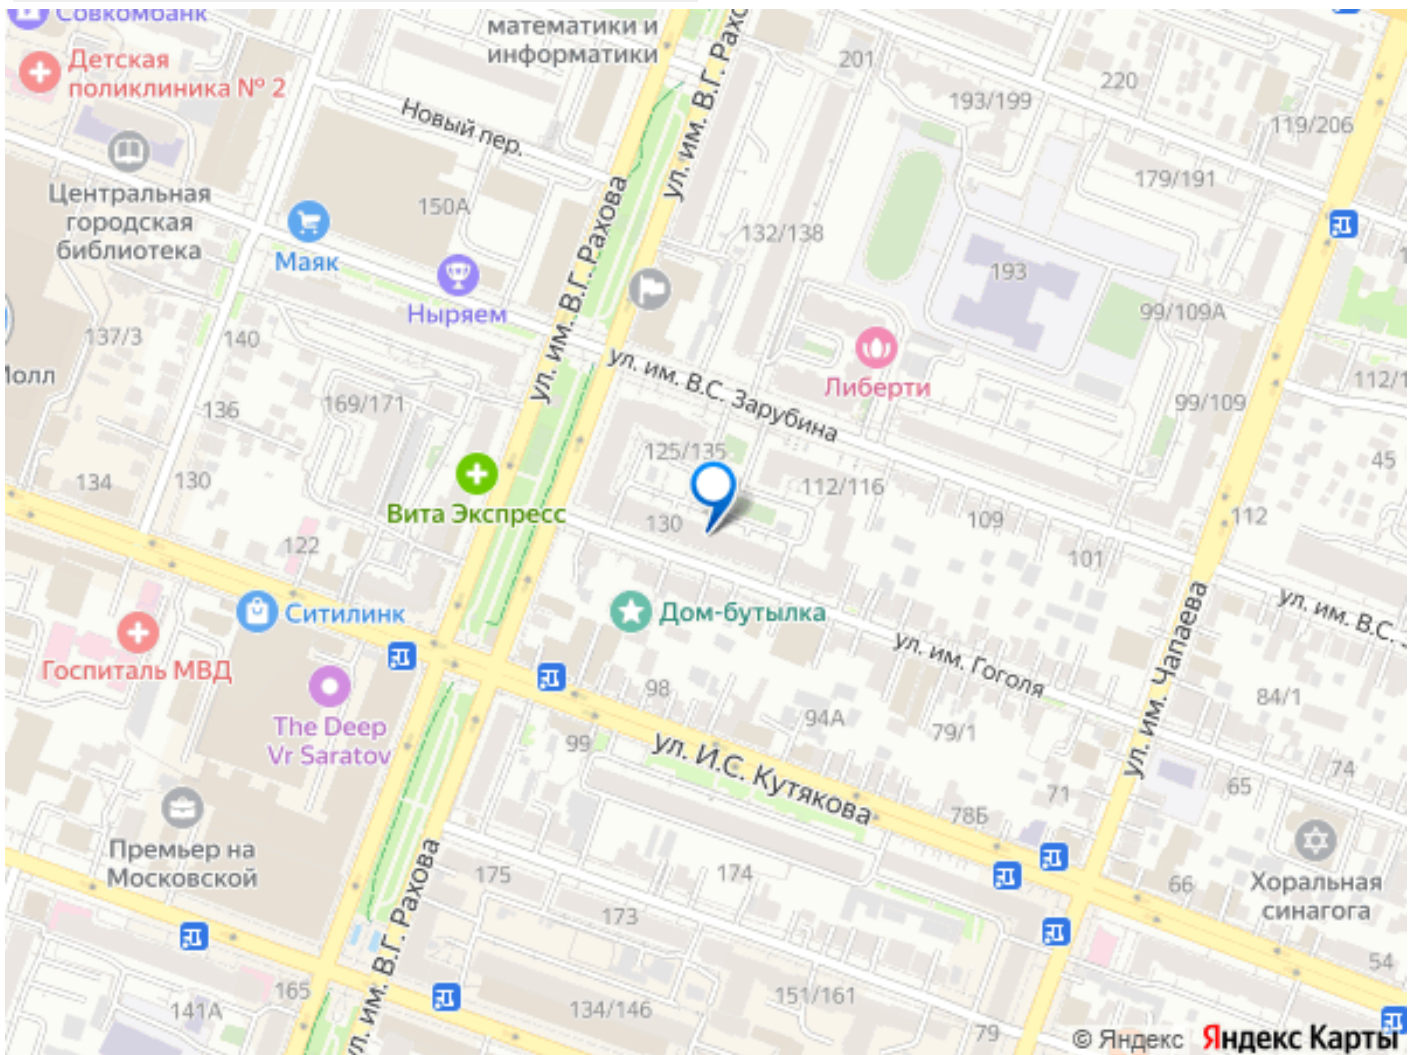 Совкомбанк
математики и
информатики
ул. им. В.Г. Рахова
Детская
поликлиника № 2
201
220
193/199
119/206
Новый пер.
Центральная
городская
библиотека
150А
179/191
ул. им. В.Г. Рахова
132/138
Маяк
193
Ныряем
99/109А
137/3
140
ул. им. В.С. Зарубина
Либерти
112/1
169/171
136
99/109
125/135
45
134
130
112/116
Вита Экспресс
130
109
112
122
101
Ситилинк
Дом-бутылка
ул. им. Чапаева
ул. им. В.С.
Госпиталь МВД
ул. им. Гоголя
98
84/1
The Deep
Vr Saratov
94А
79/1
99
ул. И.С. Кутякова
74
65
71
78Б
Премьер на
Московской
ул. им. В.Г. Рахова
175
174
66
Хоральная
синагога
173
54
165
141А
134/146
151/161
79
© Яндекс Яндекс Карты